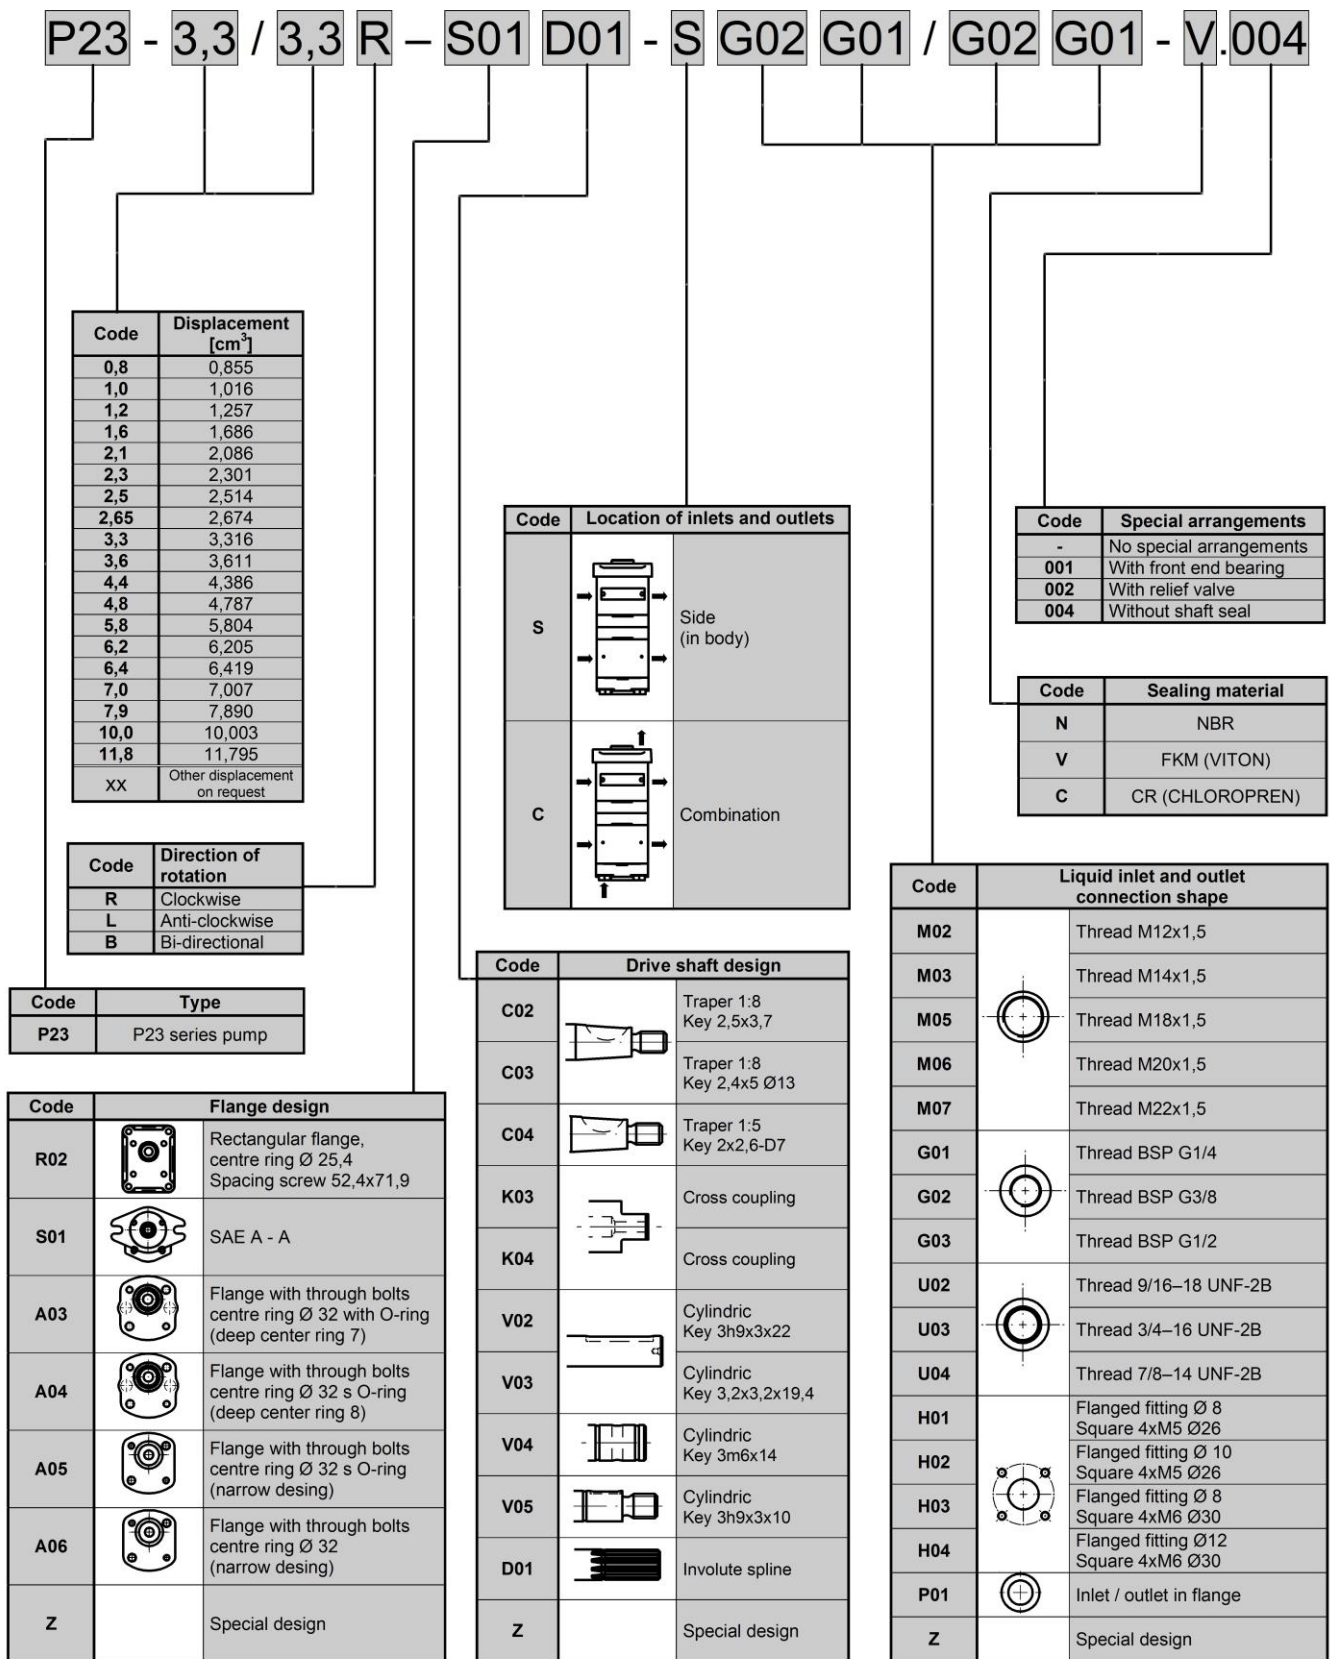 P23 - 3,3 / 3,3 R – S01 D01 - S G02 G01 / G02 G01 - V.004
Code Displacement [cm³]
0,8 0,855
1,0 1,016
1,2 1,257
1,6 1,686
2,1 2,086
2,3 2,301
2,5 2,514
2,65 2,674
3,3 3,316
3,6 3,611
4,4 4,386
4,8 4,787
5,8 5,804
6,2 6,205
6,4 6,419
7,0 7,007
7,9 7,890
10,0 10,003
11,8 11,795
XX Other displacement
on request
Code Direction of
rotation
R Clockwise
L Anti-clockwise
B Bi-directional
Code Type
P23 P23 series pump
Code Flange design
R02 Rectangular flange,
centre ring Ø 25,4
Spacing screw 52,4x71,9
S01 SAE A - A
A03 Flange with through bolts
centre ring Ø 32 with O-ring
(deep center ring 7)
A04 Flange with through bolts
centre ring Ø 32 s O-ring
(deep center ring 8)
A05 Flange with through bolts
centre ring Ø 32 s O-ring
(narrow desing)
A06 Flange with through bolts
centre ring Ø 32
(narrow desing)
Z Special design
Code Location of inlets and outlets
S Side
(in body)
C Combination
Code Drive shaft design
C02 Traper 1:8
Key 2,5x3,7
C03 Traper 1:8
Key 2,4x5 Ø13
C04 Traper 1:5
Key 2x2,6-D7
K03 Cross coupling
K04 Cross coupling
V02 Cylindric
Key 3h9x3x22
V03 Cylindric
Key 3,2x3,2x19,4
V04 Cylindric
Key 3m6x14
V05 Cylindric
Key 3h9x3x10
D01 Involute spline
Z Special design
Code Special arrangements
- No special arrangements
001 With front end bearing
002 With relief valve
004 Without shaft seal
Code Sealing material
N NBR
V FKM (VITON)
C CR (CHLOROPREN)
Code Liquid inlet and outlet
connection shape
M02 Thread M12x1,5
M03 Thread M14x1,5
M05 Thread M18x1,5
M06 Thread M20x1,5
M07 Thread M22x1,5
G01 Thread BSP G1/4
G02 Thread BSP G3/8
G03 Thread BSP G1/2
U02 Thread 9/16–18 UNF-2B
U03 Thread 3/4–16 UNF-2B
U04 Thread 7/8–14 UNF-2B
H01 Flanged fitting Ø 8
Square 4xM5 Ø26
H02 Flanged fitting Ø 10
Square 4xM5 Ø26
H03 Flanged fitting Ø 8
Square 4xM6 Ø30
H04 Flanged fitting Ø12
Square 4xM6 Ø30
P01 Inlet / outlet in flange
Z Special design